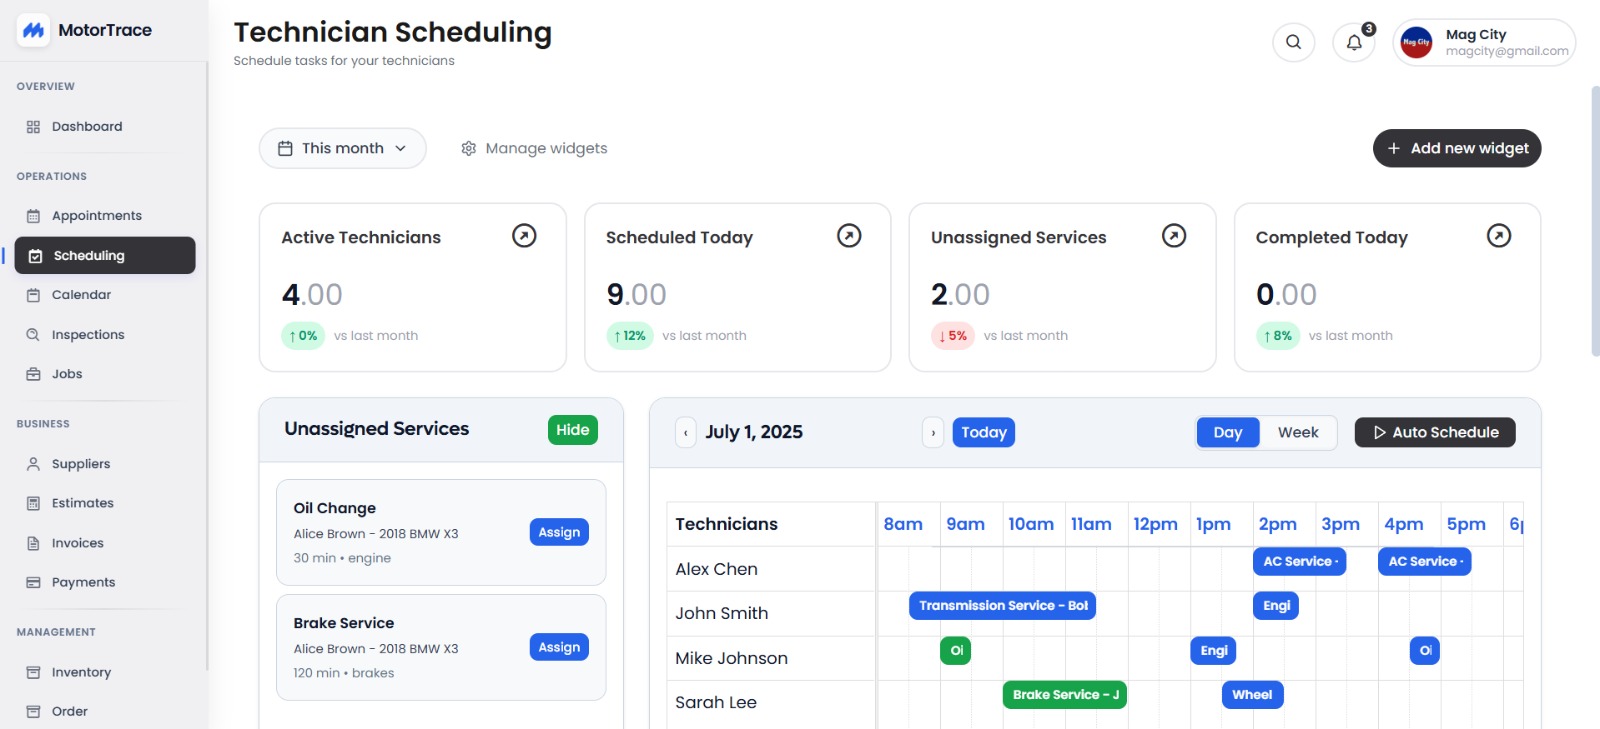 MotorTrace
OVERVIEW
Dashboard
OPERATIONS
Appointments
Scheduling
Calendar
Inspections
Jobs
BUSINESS
Suppliers
Estimates
Invoices
Payments
MANAGEMENT
Inventory
Order
Technician Scheduling
Schedule tasks for your technicians
3
Mag City
Mag City
magcity@gmail.com
This month
Manage widgets
+ Add new widget
Active Technicians
4.00
↑ 0% vs last month
Scheduled Today
9.00
↑ 12% vs last month
Unassigned Services
2.00
↓ 5% vs last month
Completed Today
0.00
↑ 8% vs last month
Unassigned Services
Hide
Oil Change
Alice Brown - 2018 BMW X3
30 min • engine
Assign
Brake Service
Alice Brown - 2018 BMW X3
120 min • brakes
Assign
‹ July 1, 2025 › Today
Day Week
Auto Schedule
Technicians 8am 9am 10am 11am 12pm 1pm 2pm 3pm 4pm 5pm 6p
Alex Chen AC Service - AC Service -
John Smith Transmission Service - Bob Engi
Mike Johnson Oi Engi Oi
Sarah Lee Brake Service - J Wheel